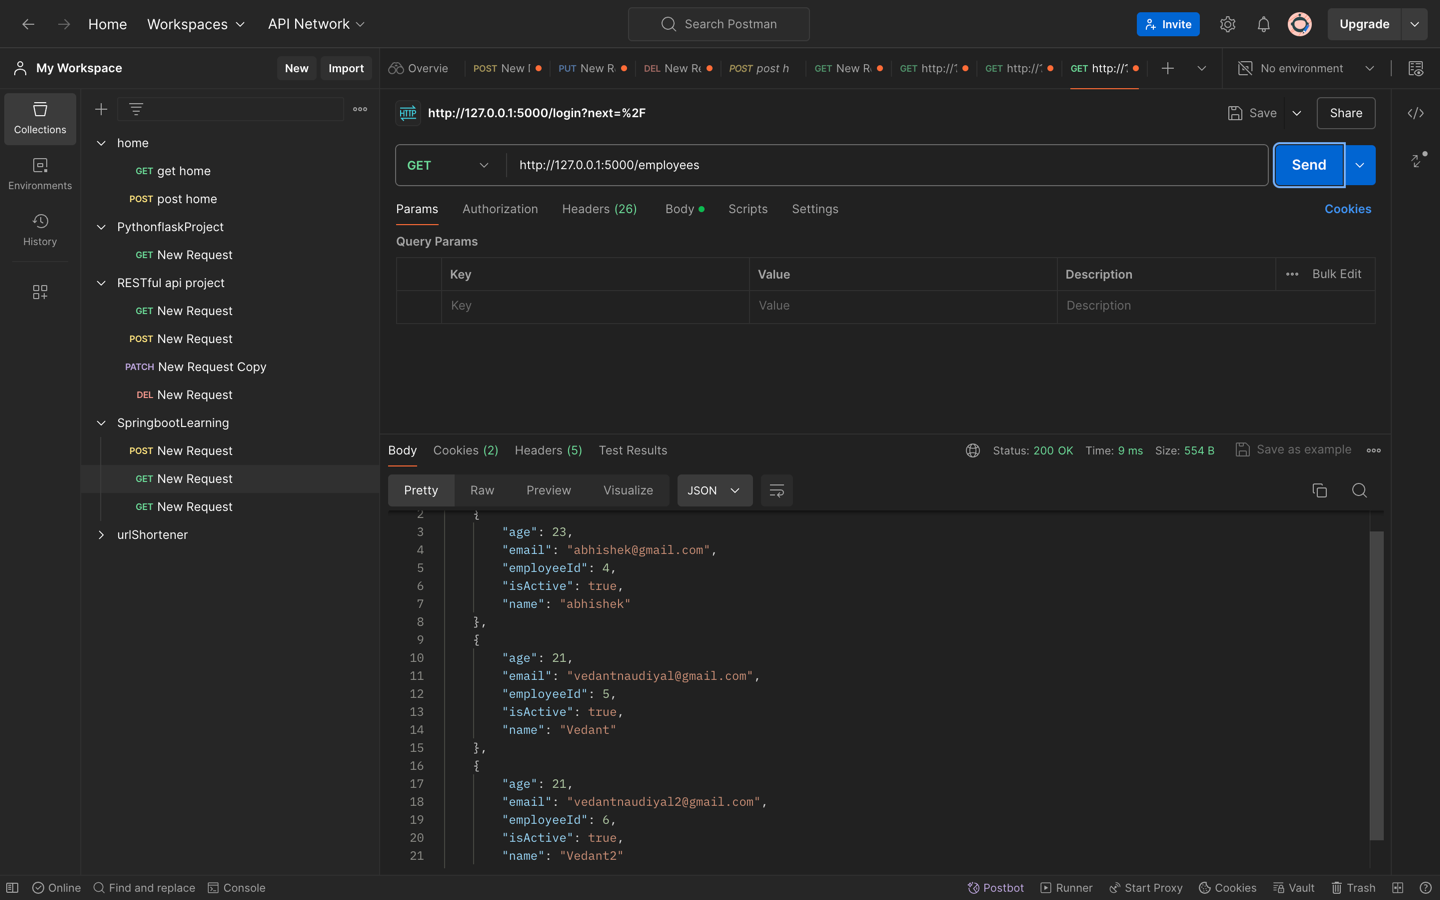 Home Workspaces API Network Search Postman Invite Upgrade
My Workspace New Import Overvie POST New PUT New R DEL New Re POST post h GET New R GET http://' GET http://' GET http://' No environment
Collections
Environments
History
home
GET get home
POST post home
PythonflaskProject
GET New Request
RESTful api project
GET New Request
POST New Request
PATCH New Request Copy
DEL New Request
SpringbootLearning
POST New Request
GET New Request
GET New Request
urlShortener
HTTP http://127.0.0.1:5000/login?next=%2F Save Share
GET http://127.0.0.1:5000/employees Send
Params Authorization Headers (26) Body Scripts Settings Cookies
Query Params
Key Value Description Bulk Edit
Key Value Description
Body Cookies (2) Headers (5) Test Results Status: 200 OK Time: 9 ms Size: 554 B Save as example
Pretty Raw Preview Visualize JSON
2 {
3 "age": 23,
4 "email": "abhishek@gmail.com",
5 "employeeId": 4,
6 "isActive": true,
7 "name": "abhishek"
8 },
9 {
10 "age": 21,
11 "email": "vedantnaudiyal@gmail.com",
12 "employeeId": 5,
13 "isActive": true,
14 "name": "Vedant"
15 },
16 {
17 "age": 21,
18 "email": "vedantnaudiyal2@gmail.com",
19 "employeeId": 6,
20 "isActive": true,
21 "name": "Vedant2"
Online Find and replace Console Postbot Runner Start Proxy Cookies Vault Trash